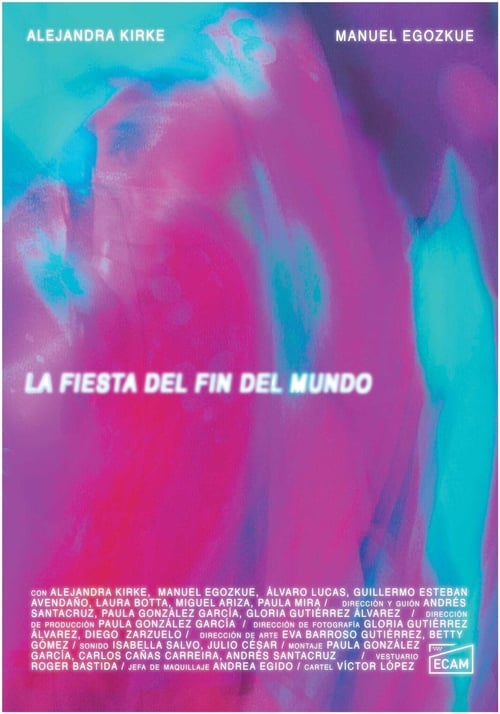 ALEJANDRA KIRKE MANUEL EGOZKUE
LA FIESTA DEL FIN DEL MUNDO
CON ALEJANDRA KIRKE, MANUEL EGOZKUE, ÁLVARO LUCAS, GUILLERMO ESTEBAN
AVENDAÑO, LAURA BOTTA, MIGUEL ARIZA, PAULA MIRA / DIRECCIÓN Y GUIÓN ANDRÉS
SANTACRUZ, PAULA GONZÁLEZ GARCÍA, GLORIA GUTIÉRREZ ÁLVAREZ / DIRECCIÓN
DE PRODUCCIÓN PAULA GONZÁLEZ GARCÍA / DIRECCIÓN DE FOTOGRAFÍA GLORIA GUTIÉRREZ
ÁLVAREZ, DIEGO ZARZUELO / DIRECCIÓN DE ARTE EVA BARROSO GUTIÉRREZ, BETTY
GÓMEZ / SONIDO ISABELLA SALVO, JULIO CÉSAR / MONTAJE PAULA GONZÁLEZ
GARCÍA, CARLOS CAÑAS CARREIRA, ANDRÉS SANTACRUZ / VESTUARIO
ROGER BASTIDA / JEFA DE MAQUILLAJE ANDREA EGIDO / CARTEL VÍCTOR LÓPEZ
ECAM